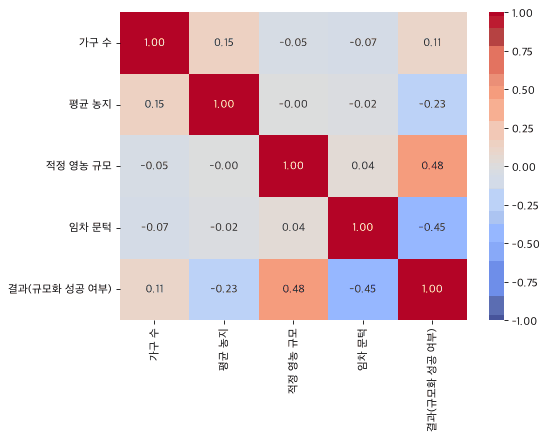 가구 수 1.00 0.15 -0.05 -0.07 0.11
평균 농지 0.15 1.00 -0.00 -0.02 -0.23
적정 영농 규모 -0.05 -0.00 1.00 0.04 0.48
임차 문턱 -0.07 -0.02 0.04 1.00 -0.45
결과(규모화 성공 여부) 0.11 -0.23 0.48 -0.45 1.00
가구 수
평균 농지
적정 영농 규모
임차 문턱
결과(규모화 성공 여부)
1.00
0.75
0.50
0.25
0.00
-0.25
-0.50
-0.75
-1.00